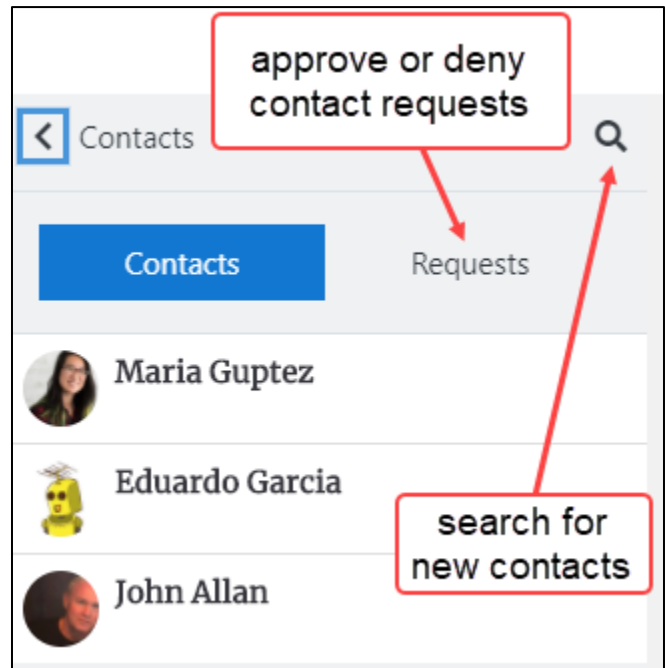 approve or deny
contact requests
Contacts
Contacts
Requests
Maria Guptez
Eduardo Garcia
search for
new contacts
John Allan